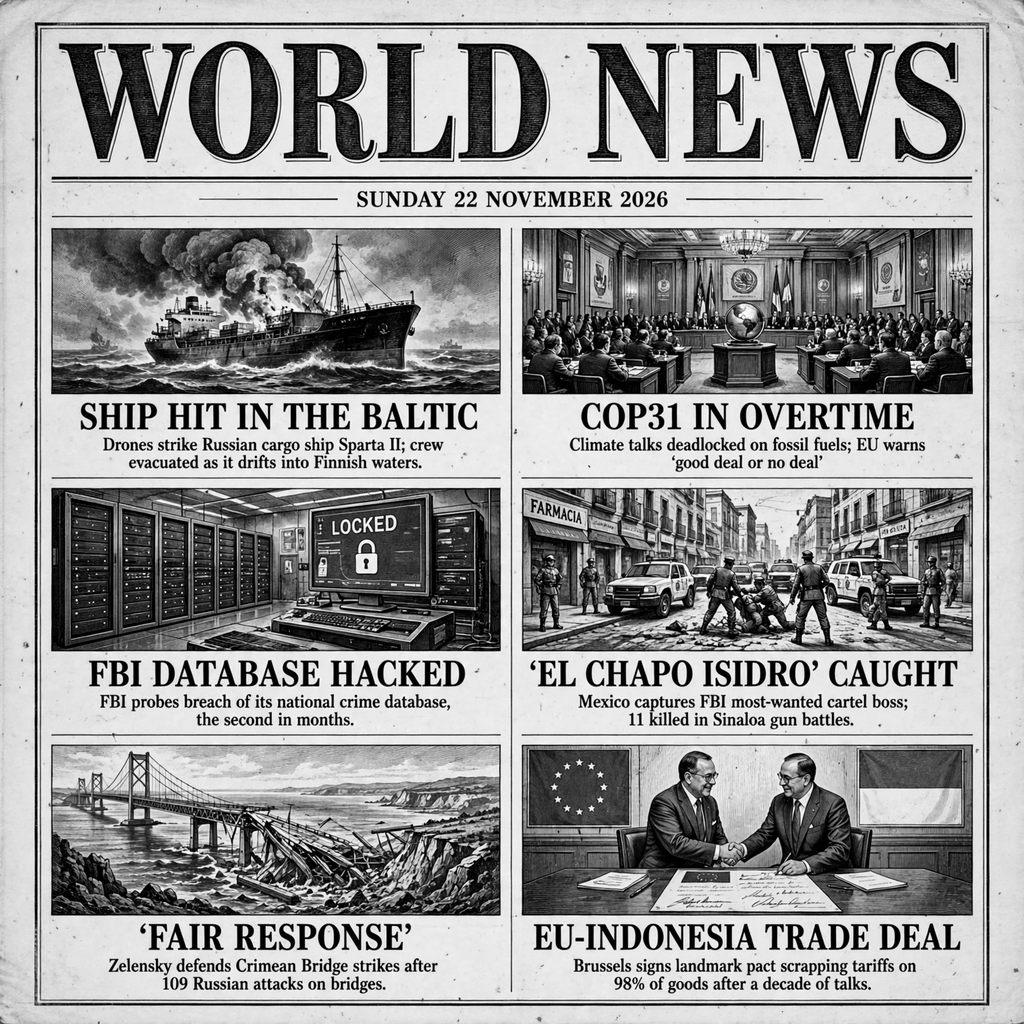 WORLD NEWS
SUNDAY 22 NOVEMBER 2026
SHIP HIT IN THE BALTIC
Drones strike Russian cargo ship Sparta II; crew
evacuated as it drifts into Finnish waters.
COP31 IN OVERTIME
Climate talks deadlocked on fossil fuels; EU warns
‘good deal or no deal’
LOCKED
FBI DATABASE HACKED
FBI probes breach of its national crime database,
the second in months.
FARMACIA
‘EL CHAPO ISIDRO’ CAUGHT
Mexico captures FBI most-wanted cartel boss;
11 killed in Sinaloa gun battles.
‘FAIR RESPONSE’
Zelensky defends Crimean Bridge strikes after
109 Russian attacks on bridges.
EU-INDONESIA TRADE DEAL
Brussels signs landmark pact scrapping tariffs on
98% of goods after a decade of talks.